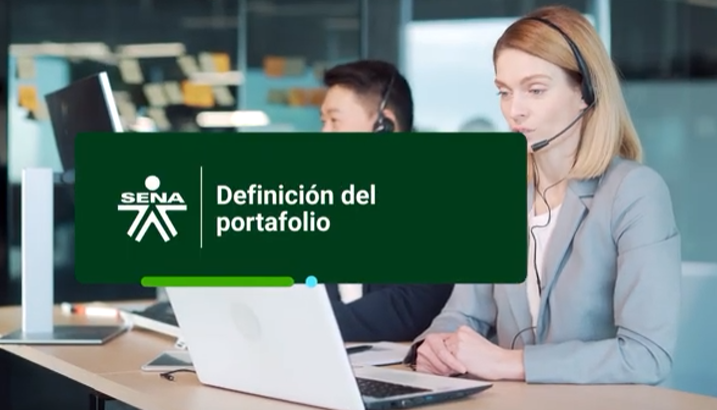 SENA
Definición del
portafolio